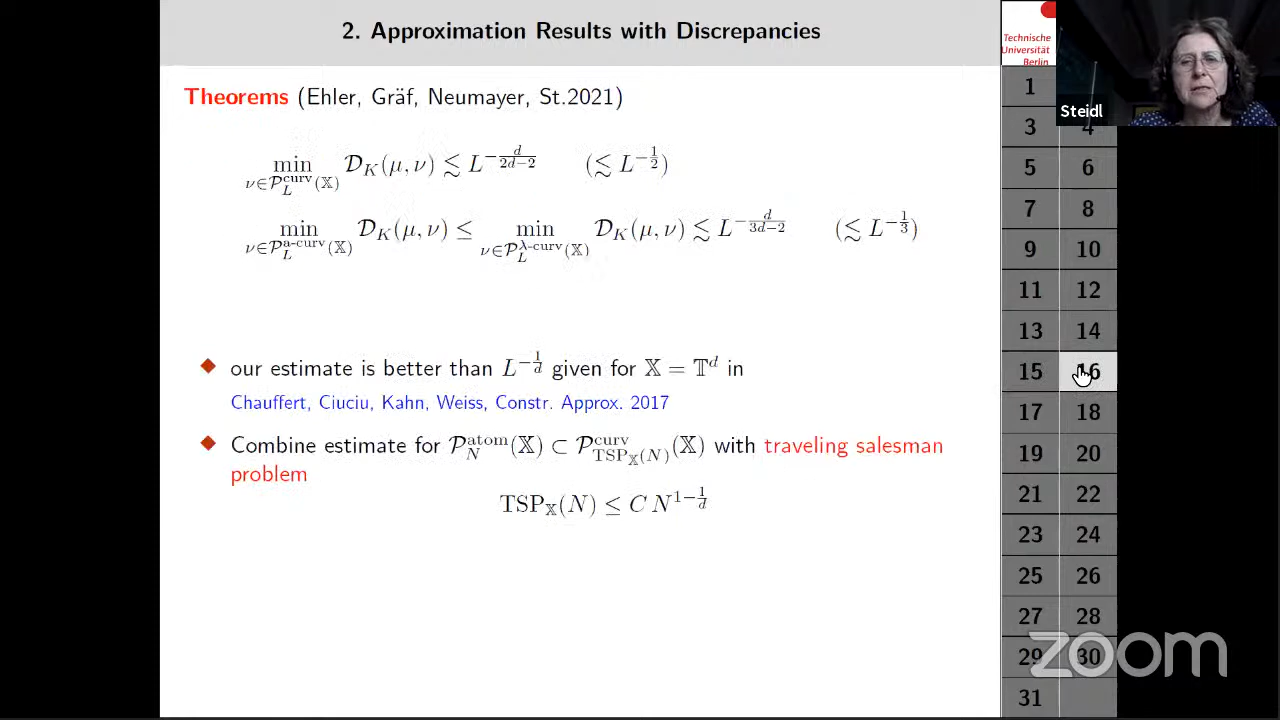 2. Approximation Results with Discrepancies
Technische
Universität
Berlin
Steidl
Theorems (Ehler, Gräf, Neumayer, St.2021)
min_{ν∈𝒫_L^{curv}(𝕏)} 𝒟_K(μ, ν) ≲ L^{−d/(2d−2)} (≲ L^{−1/2})
min_{ν∈𝒫_L^{a-curv}(𝕏)} 𝒟_K(μ, ν) ≤ min_{ν∈𝒫_L^{λ-curv}(𝕏)} 𝒟_K(μ, ν) ≲ L^{−d/(3d−2)} (≲ L^{−1/3})
◆ our estimate is better than L^{−1/d} given for 𝕏 = 𝕋^d in
Chauffert, Ciuciu, Kahn, Weiss, Constr. Approx. 2017
◆ Combine estimate for 𝒫_N^{atom}(𝕏) ⊂ 𝒫_{TSP_𝕏(N)}^{curv}(𝕏) with traveling salesman
problem
TSP_𝕏(N) ≤ C N^{1−1/d}
1
3 4
5 6
7 8
9 10
11 12
13 14
15 16
17 18
19 20
21 22
23 24
25 26
27 28
29 30
31
zoom